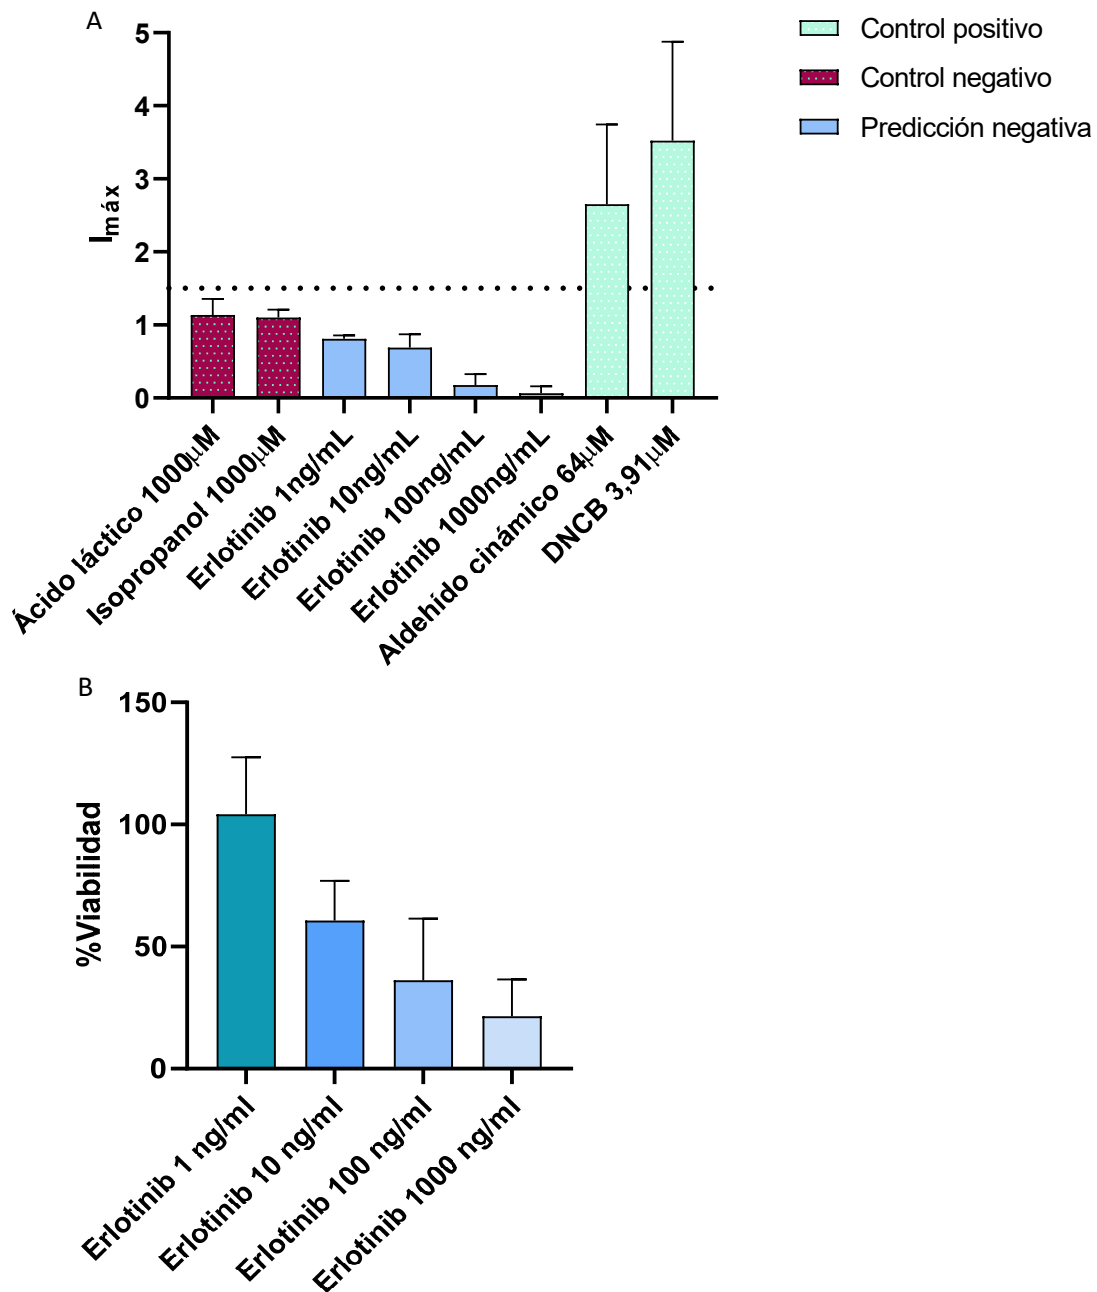 A
5
4
3
2
1
0
Imáx
Control positivo
Control negativo
Predicción negativa
Ácido láctico 1000µM
Isopropanol 1000µM
Erlotinib 1ng/mL
Erlotinib 10ng/mL
Erlotinib 100ng/mL
Erlotinib 1000ng/mL
Aldehído cinámico 64µM
DNCB 3,91µM
B
150
100
50
0
%Viabilidad
Erlotinib 1 ng/ml
Erlotinib 10 ng/ml
Erlotinib 100 ng/ml
Erlotinib 1000 ng/ml